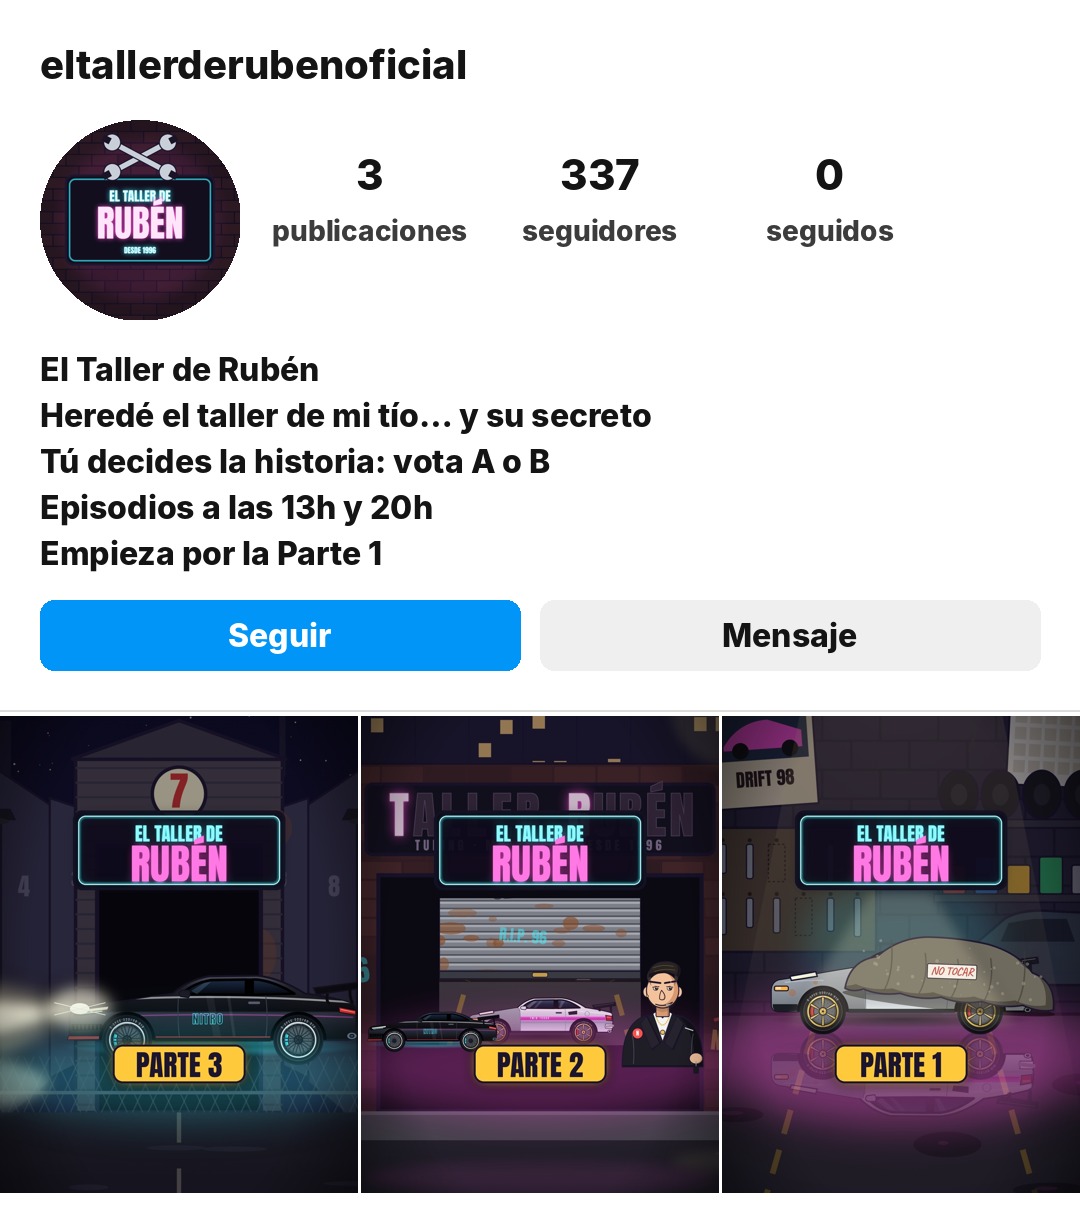 eltallerderubenoficial
EL TALLER DE
RUBÉN
DESDE 1996
3
337
0
publicaciones
seguidores
seguidos
El Taller de Rubén
Heredé el taller de mi tío... y su secreto
Tú decides la historia: vota A o B
Episodios a las 13h y 20h
Empieza por la Parte 1
Seguir
Mensaje
7
EL TALLER DE
RUBÉN
4
8
NITRO
PARTE 3
TALLER RUBÉN
EL TALLER DE
RUBÉN
R.I.P 96
PARTE 2
DRIFT 98
EL TALLER DE
RUBÉN
NO TOCAR
PARTE 1